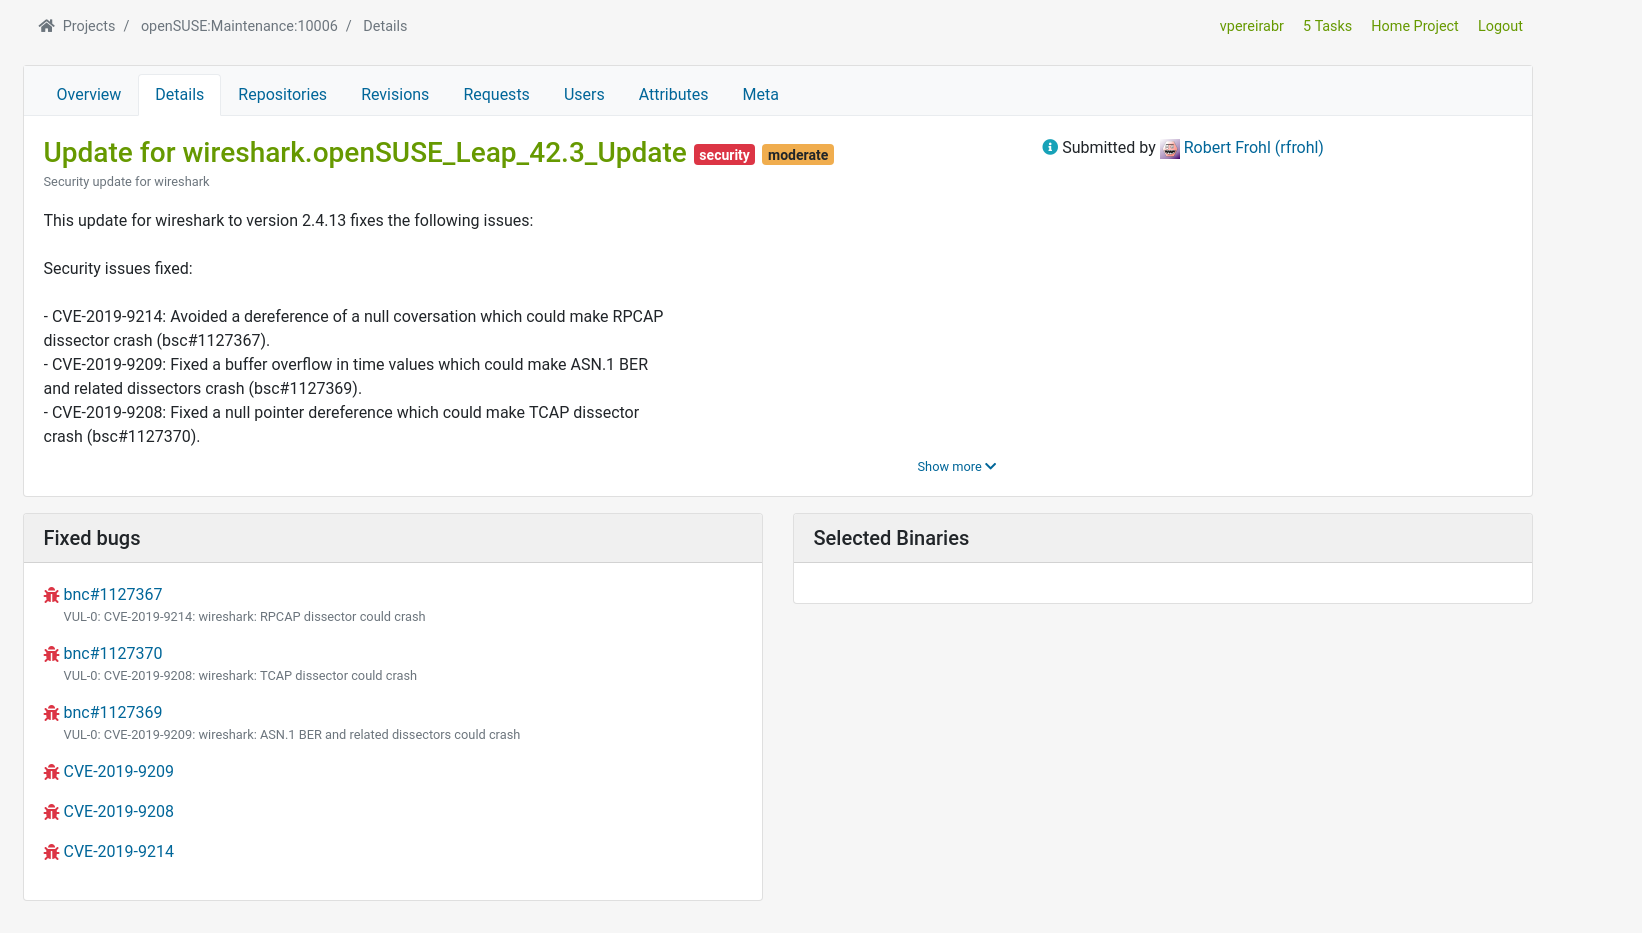 Projects / openSUSE:Maintenance:10006 / Details
vpereirabr 5 Tasks Home Project Logout
Overview Details Repositories Revisions Requests Users Attributes Meta
Update for wireshark.openSUSE_Leap_42.3_Update security moderate
Submitted by Robert Frohl (rfrohl)
Security update for wireshark
This update for wireshark to version 2.4.13 fixes the following issues:
Security issues fixed:
- CVE-2019-9214: Avoided a dereference of a null coversation which could make RPCAP
dissector crash (bsc#1127367).
- CVE-2019-9209: Fixed a buffer overflow in time values which could make ASN.1 BER
and related dissectors crash (bsc#1127369).
- CVE-2019-9208: Fixed a null pointer dereference which could make TCAP dissector
crash (bsc#1127370).
Show more
Fixed bugs
bnc#1127367
VUL-0: CVE-2019-9214: wireshark: RPCAP dissector could crash
bnc#1127370
VUL-0: CVE-2019-9208: wireshark: TCAP dissector could crash
bnc#1127369
VUL-0: CVE-2019-9209: wireshark: ASN.1 BER and related dissectors could crash
CVE-2019-9209
CVE-2019-9208
CVE-2019-9214
Selected Binaries